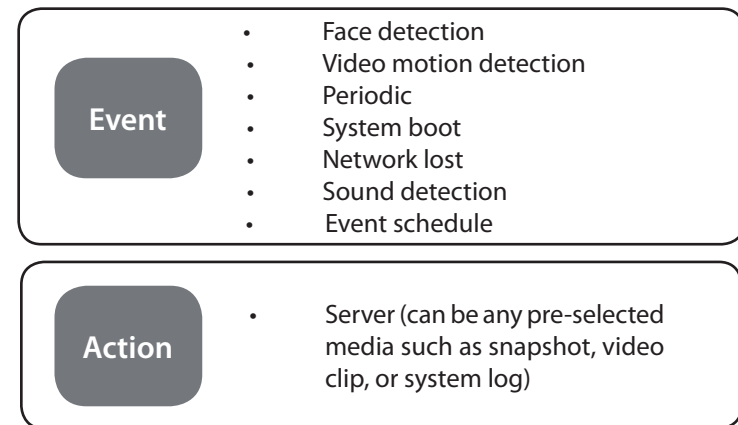 Event
• Face detection
• Video motion detection
• Periodic
• System boot
• Network lost
• Sound detection
• Event schedule
Action
• Server (can be any pre-selected
media such as snapshot, video
clip, or system log)